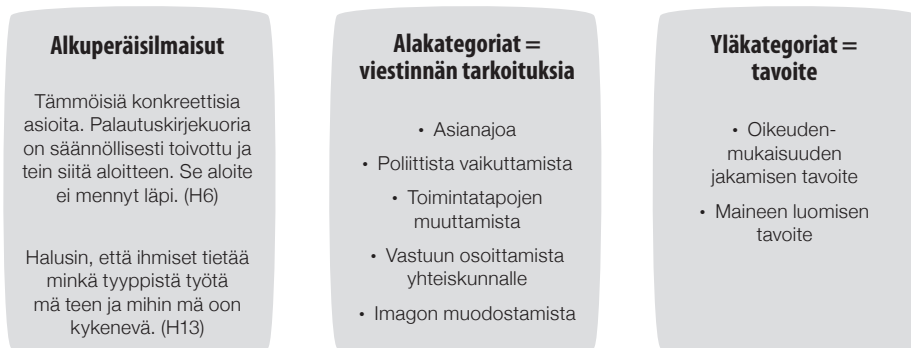 Alkuperäisilmaisut
Tämmöisiä konkreettisia
asioita. Palautuskirjekuoria
on säännöllisesti toivottu ja
tein siitä aloitteen. Se aloite
ei mennyt läpi. (H6)
Halusin, että ihmiset tietää
minkä tyyppistä työtä
mä teen ja mihin mä oon
kykenevä. (H13)
Alakategoriat =
viestinnän tarkoituksia
• Asianajoa
• Poliittista vaikuttamista
• Toimintatapojen
muuttamista
• Vastuun osoittamista
yhteiskunnalle
• Imagon muodostamista
Yläkategoriat =
tavoite
• Oikeuden-
mukaisuuden
jakamisen tavoite
• Maineen luomisen
tavoite